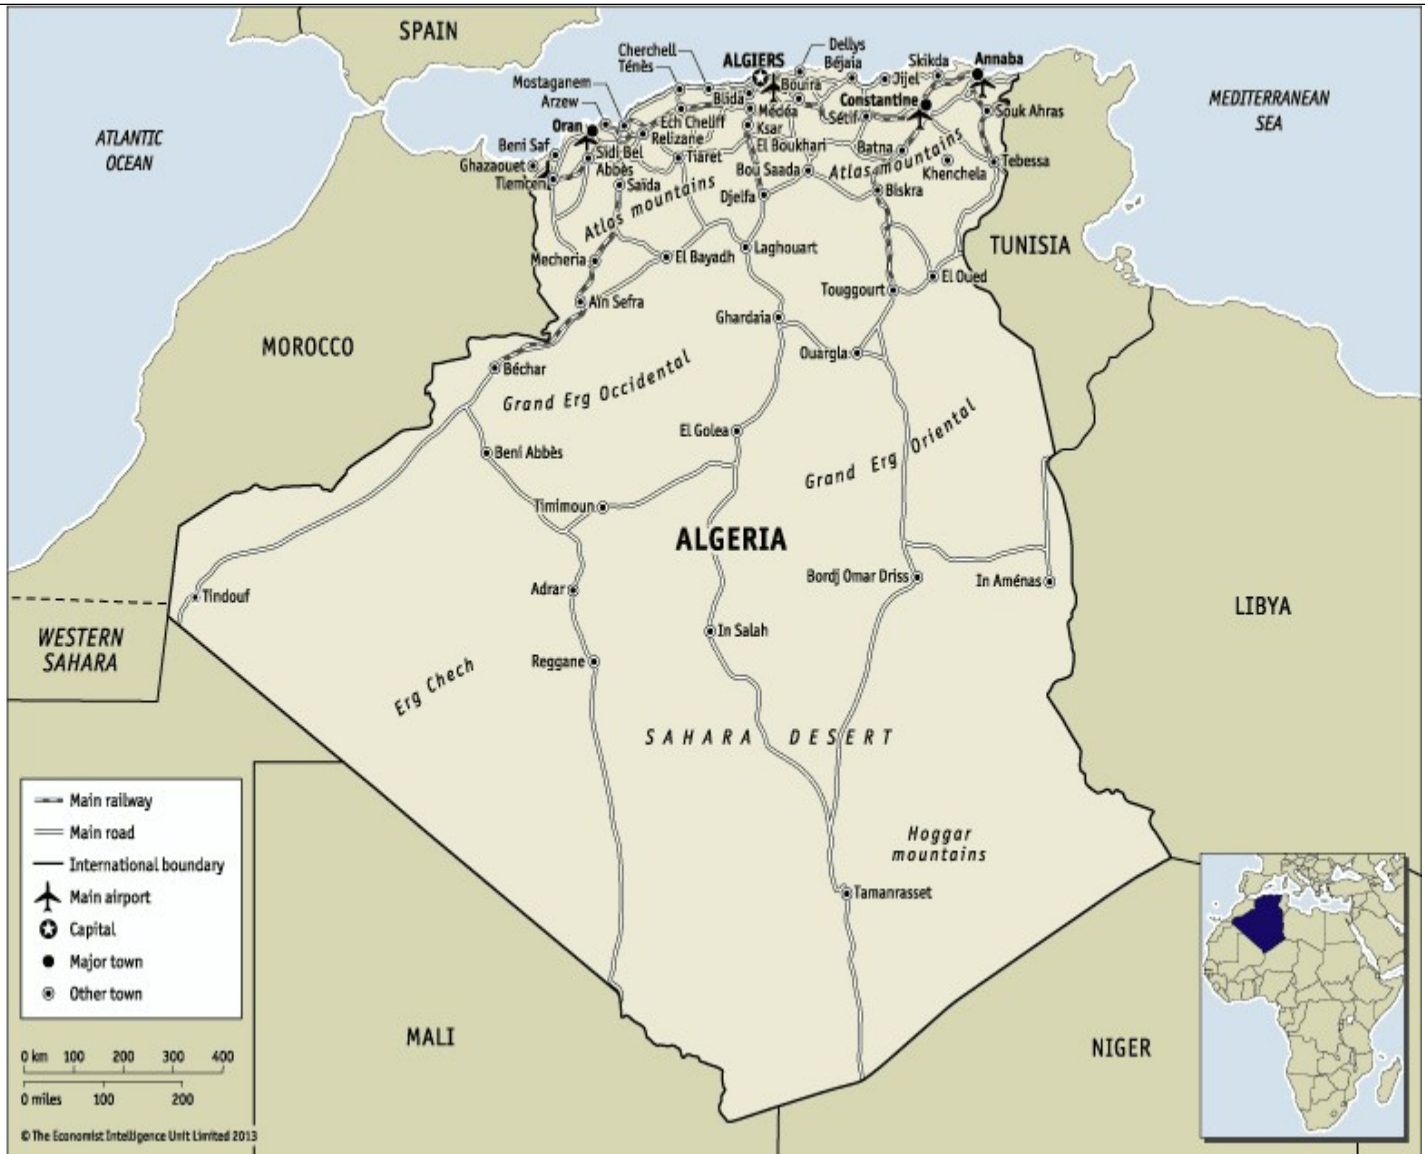 SPAIN
ATLANTIC
OCEAN
MEDITERRANEAN
SEA
Cherchell
Ténès
Mostaganem
Arzew
Oran
Beni Saf
Ghazaouet
Tlemcen
ALGIERS
Dellys
Béjaia
Bouira
Skikda
Jijel
Annaba
Blida
Médéa
Constantine
Sétif
Souk Ahras
Ech Cheliff
Relizane
Ksar
El Boukhari
Sidi Bel
Abbès
Tiaret
Batna
Khenchela
Tebessa
Saïda
Bou Saada
Djelfa
Biskra
Atlas mountains
Atlas mountains
TUNISIA
Mecheria
El Bayadh
Laghouart
El Oued
Touggourt
Aïn Sefra
Ghardaia
Ouargla
MOROCCO
Béchar
Grand Erg Occidental
El Golea
Grand Erg Oriental
Beni Abbès
Timimoun
ALGERIA
Adrar
Bordj Omar Driss
In Aménas
Tindouf
LIBYA
WESTERN
SAHARA
In Salah
Reggane
Erg Chech
SAHARA DESERT
Hoggar
mountains
Tamanrasset
MALI
NIGER
Main railway
Main road
International boundary
Main airport
Capital
Major town
Other town
0 km 100 200 300 400
0 miles 100 200
© The Economist Intelligence Unit Limited 2013